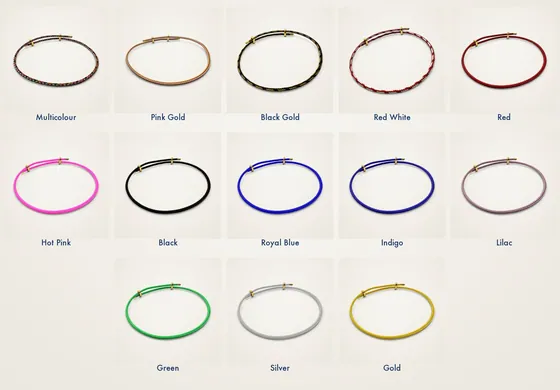 Multicolour
Pink Gold
Black Gold
Red White
Red
Hot Pink
Black
Royal Blue
Indigo
Lilac
Green
Silver
Gold